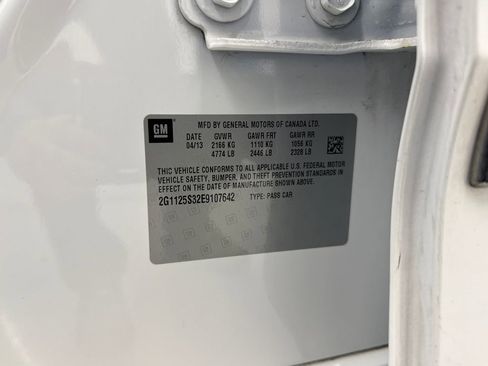 GM
MFD BY GENERAL MOTORS OF CANADA LTD.
DATE GVWR GAWR FRT GAWR RR
04/13 2166 KG 1110 KG 1056 KG
4774 LB 2446 LB 2328 LB
THIS VEHICLE CONFORMS TO ALL APPLICABLE U.S. FEDERAL MOTOR
VEHICLE SAFETY, BUMPER, AND THEFT PREVENTION STANDARDS IN
EFFECT ON THE DATE OF MANUFACTURE SHOWN ABOVE.
2G1125S32E9107642 TYPE: PASS CAR